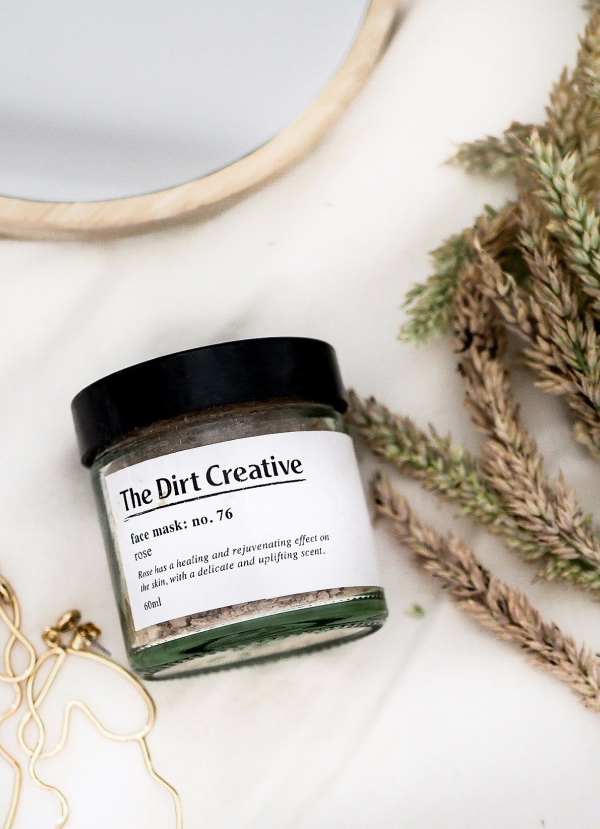 The Dirt Creative
face mask: no. 76
rose
Rose has a healing and rejuvenating effect on
the skin, with a delicate and uplifting scent.
60ml